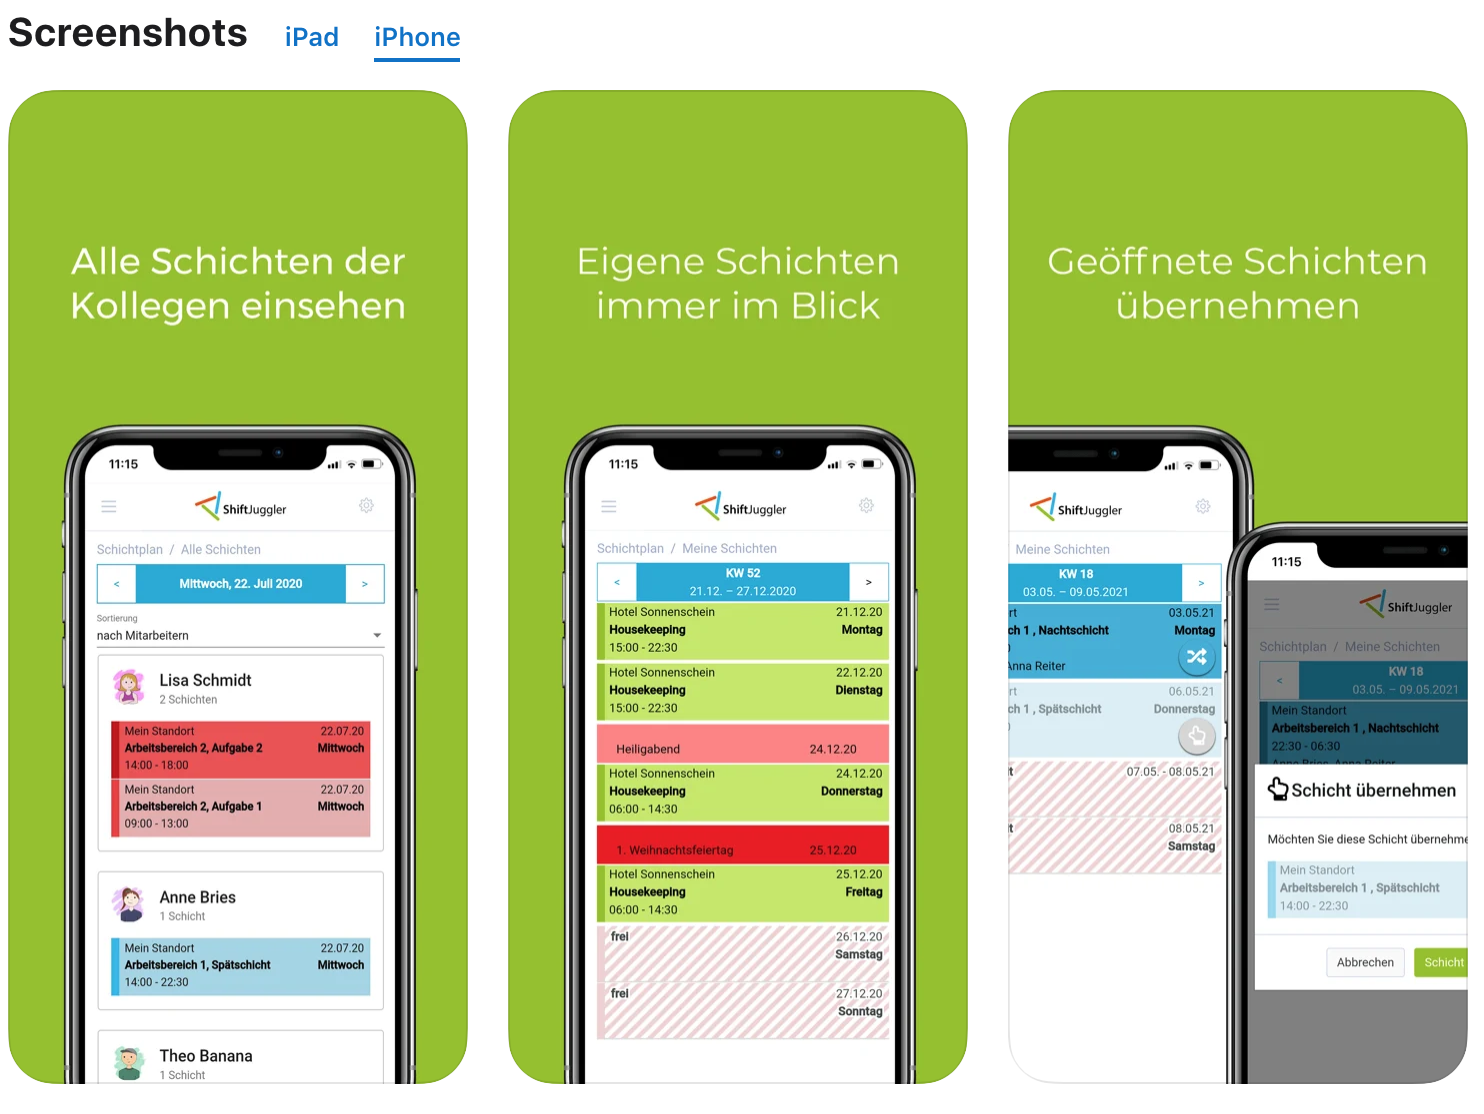 Screenshots iPad iPhone
Alle Schichten der
Kollegen einsehen
11:15
ShiftJuggler
Schichtplan / Alle Schichten
< Mittwoch, 22. Juli 2020 >
Sortierung
nach Mitarbeitern
Lisa Schmidt
2 Schichten
Mein Standort 22.07.20
Arbeitsbereich 2, Aufgabe 2 Mittwoch
14:00 - 18:00
Mein Standort 22.07.20
Arbeitsbereich 2, Aufgabe 1 Mittwoch
09:00 - 13:00
Anne Bries
1 Schicht
Mein Standort 22.07.20
Arbeitsbereich 1, Spätschicht Mittwoch
14:00 - 22:30
Theo Banana
1 Schicht
Eigene Schichten
immer im Blick
11:15
ShiftJuggler
Schichtplan / Meine Schichten
KW 52
< 21.12. – 27.12.2020 >
Hotel Sonnenschein 21.12.20
Housekeeping Montag
15:00 - 22:30
Hotel Sonnenschein 22.12.20
Housekeeping Dienstag
15:00 - 22:30
Heiligabend 24.12.20
Hotel Sonnenschein 24.12.20
Housekeeping Donnerstag
06:00 - 14:30
1. Weihnachtsfeiertag 25.12.20
Hotel Sonnenschein 25.12.20
Housekeeping Freitag
06:00 - 14:30
frei 26.12.20
Samstag
frei 27.12.20
Sonntag
Geöffnete Schichten
übernehmen
ShiftJuggler
Meine Schichten
KW 18
03.05. – 09.05.2021 >
rt 03.05.21
ch 1 , Nachtschicht Montag
Anna Reiter
rt 06.05.21
ch 1 , Spätschicht Donnerstag
07.05. - 08.05.21
08.05.21
Samstag
11:15
ShiftJuggler
Schichtplan / Meine Schichten
KW 18
< 03.05. – 09.05.2021
Mein Standort
Arbeitsbereich 1 , Nachtschicht
22:30 - 06:30
Anne Bries, Anna Reiter
Schicht übernehmen
Möchten Sie diese Schicht übernehme
Mein Standort
Arbeitsbereich 1 , Spätschicht
14:00 - 22:30
Abbrechen Schicht